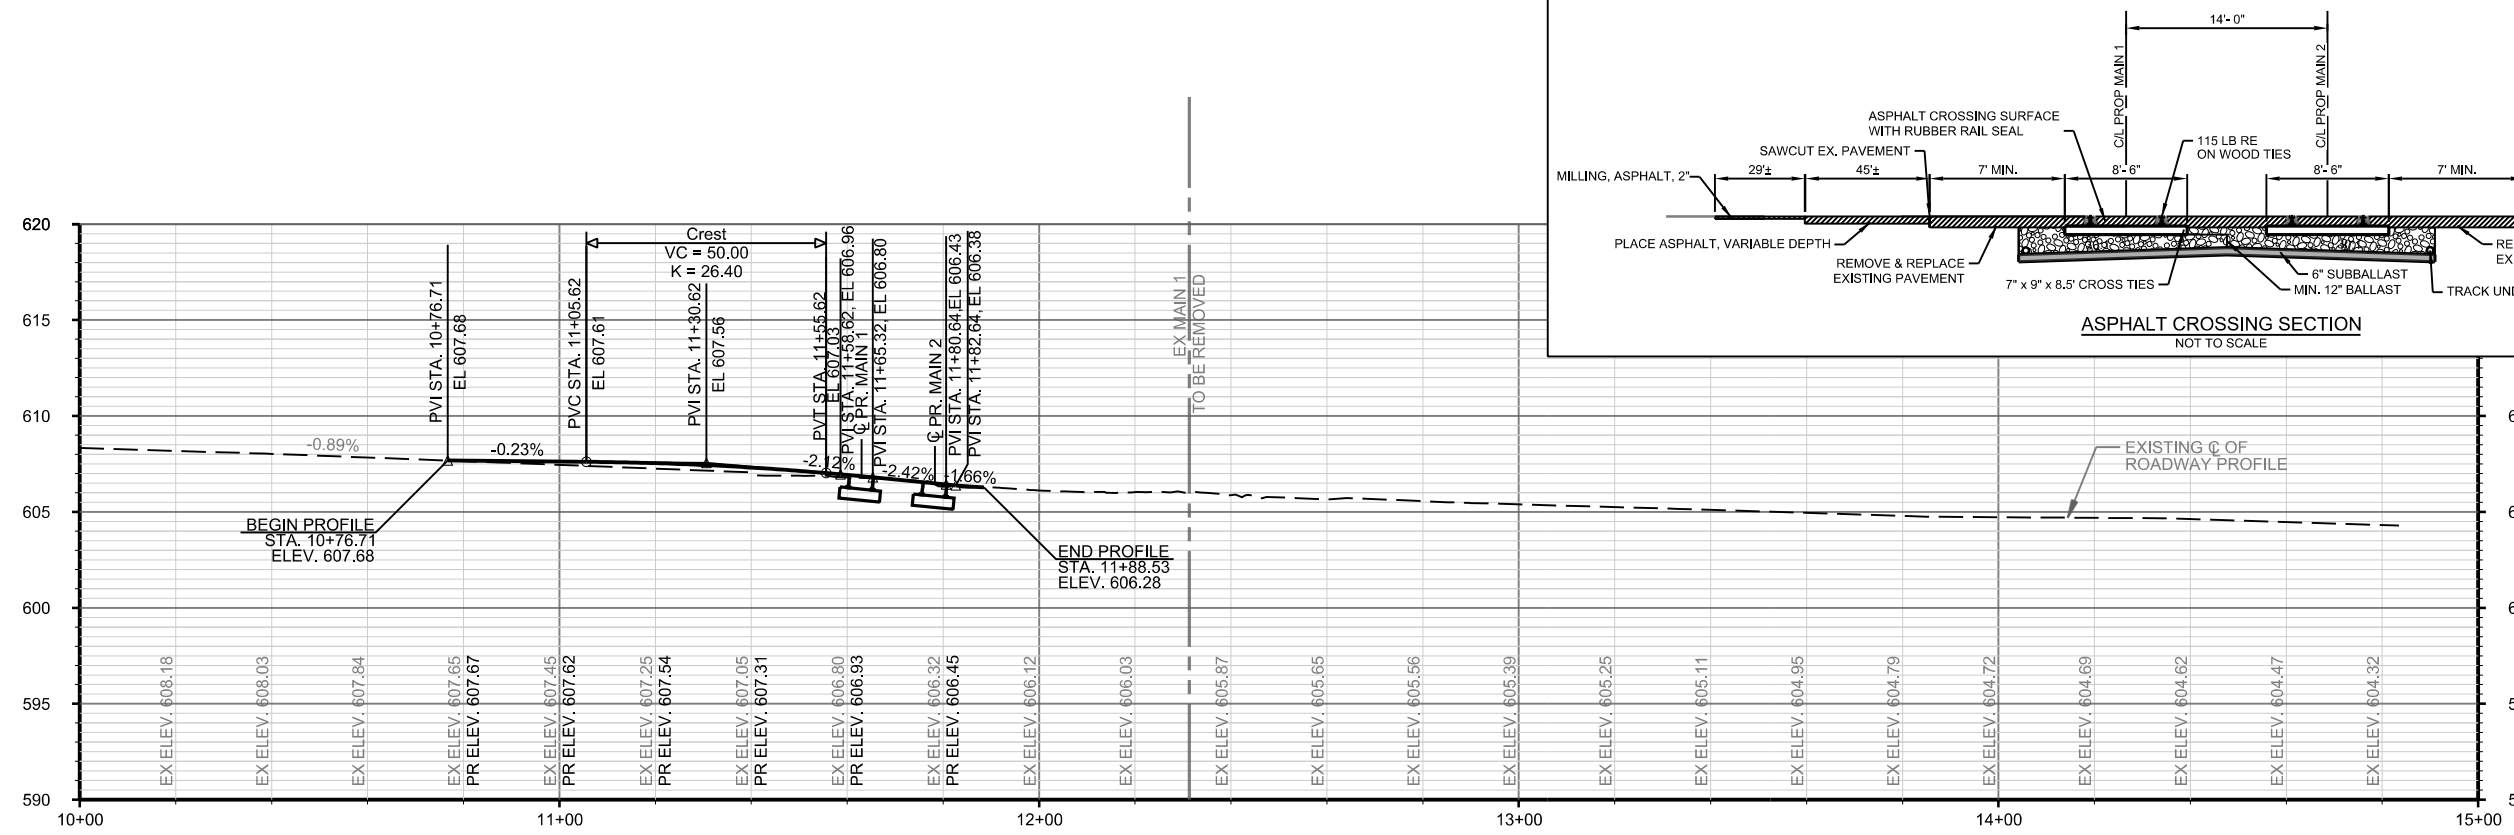 14'- 0"
C/L PROP MAIN 1
C/L PROP MAIN 2
ASPHALT CROSSING SURFACE
WITH RUBBER RAIL SEAL
SAWCUT EX. PAVEMENT
115 LB RE
ON WOOD TIES
MILLING, ASPHALT, 2"
29'±
45'±
7' MIN.
8'- 6"
8'- 6"
7' MIN.
PLACE ASPHALT, VARIABLE DEPTH
REMOVE & REPLACE
EXISTING PAVEMENT
7" x 9" x 8.5' CROSS TIES
6" SUBBALLAST
MIN. 12" BALLAST
RE
EX
TRACK UND
ASPHALT CROSSING SECTION
NOT TO SCALE
620
615
610
605
600
595
590
Crest
VC = 50.00
K = 26.40
PVI STA. 10+76.71
EL 607.68
PVC STA. 11+05.62
EL 607.61
PVI STA. 11+30.62
EL 607.56
PVT STA. 11+55.62
EL 607.03
PVI STA. 11+58.62, EL 606.96
℄ PR. MAIN 1
PVI STA. 11+65.32, EL 606.80
℄ PR. MAIN 2
PVI STA. 11+80.64, EL 606.43
PVI STA. 11+82.64, EL 606.38
EX MAIN 1
TO BE REMOVED
-0.89%
-0.23%
-2.12%
-2.42%
-1.66%
EXISTING ℄ OF
ROADWAY PROFILE
BEGIN PROFILE
STA. 10+76.71
ELEV. 607.68
END PROFILE
STA. 11+88.53
ELEV. 606.28
EX ELEV. 608.18
EX ELEV. 608.03
EX ELEV. 607.84
EX ELEV. 607.65
PR ELEV. 607.67
EX ELEV. 607.45
PR ELEV. 607.62
EX ELEV. 607.25
PR ELEV. 607.54
EX ELEV. 607.05
PR ELEV. 607.31
EX ELEV. 606.80
PR ELEV. 606.93
EX ELEV. 606.32
PR ELEV. 606.45
EX ELEV. 606.12
EX ELEV. 606.03
EX ELEV. 605.87
EX ELEV. 605.65
EX ELEV. 605.56
EX ELEV. 605.39
EX ELEV. 605.25
EX ELEV. 605.11
EX ELEV. 604.95
EX ELEV. 604.79
EX ELEV. 604.72
EX ELEV. 604.69
EX ELEV. 604.62
EX ELEV. 604.47
EX ELEV. 604.32
10+00
11+00
12+00
13+00
14+00
15+00